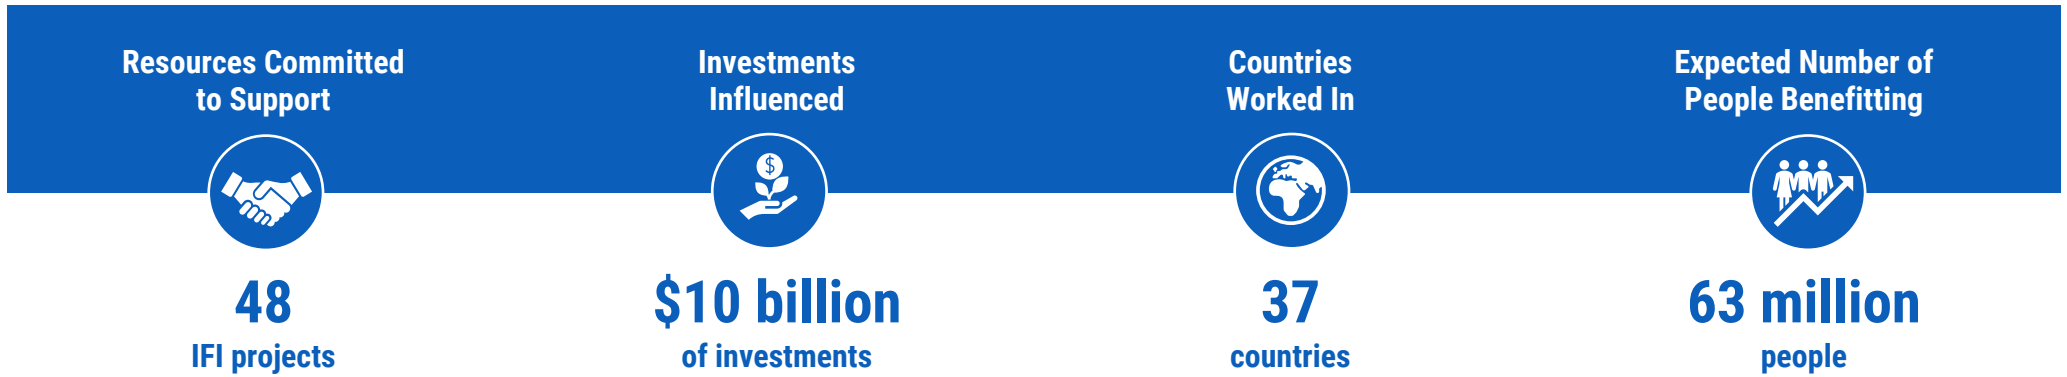 Resources Committed
to Support
48
IFI projects
Investments
Influenced
$
$10 billion
of investments
Countries
Worked In
37
countries
Expected Number of
People Benefitting
63 million
people